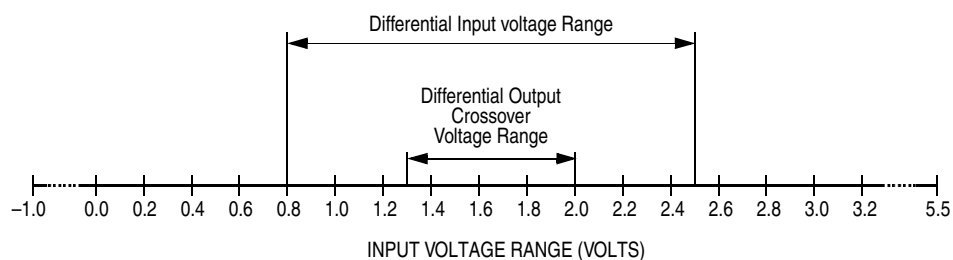 Differential Input voltage Range
Differential Output
Crossover
Voltage Range
–1.0 0.0 0.2 0.4 0.6 0.8 1.0 1.2 1.4 1.6 1.8 2.0 2.2 2.4 2.6 2.8 3.0 3.2 5.5
INPUT VOLTAGE RANGE (VOLTS)